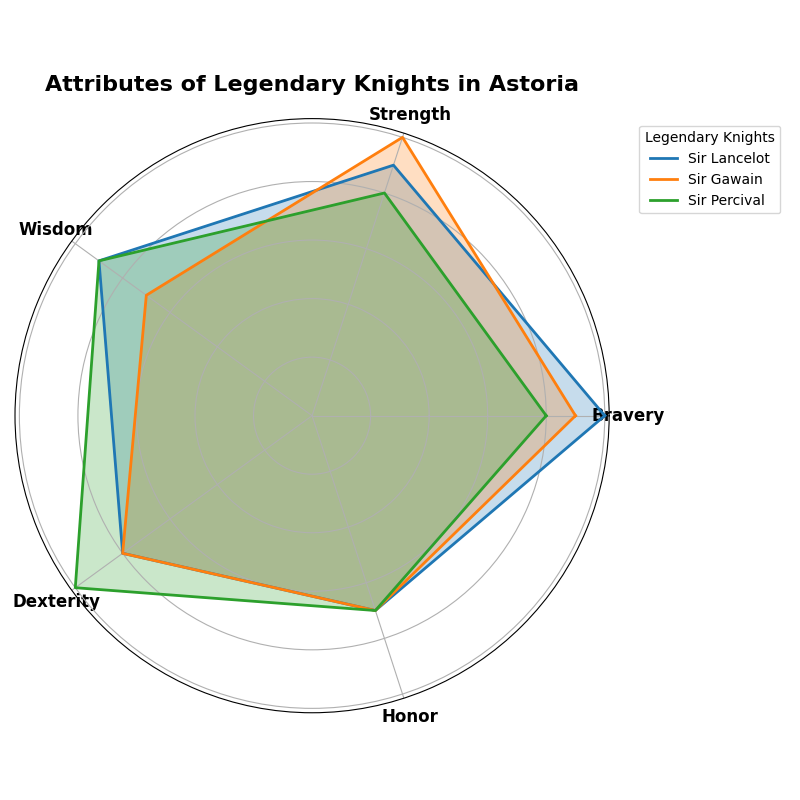 Attributes of Legendary Knights in Astoria
Strength
Legendary Knights
Sir Lancelot
Sir Gawain
Sir Percival
Wisdom
Bravery
Dexterity
Honor